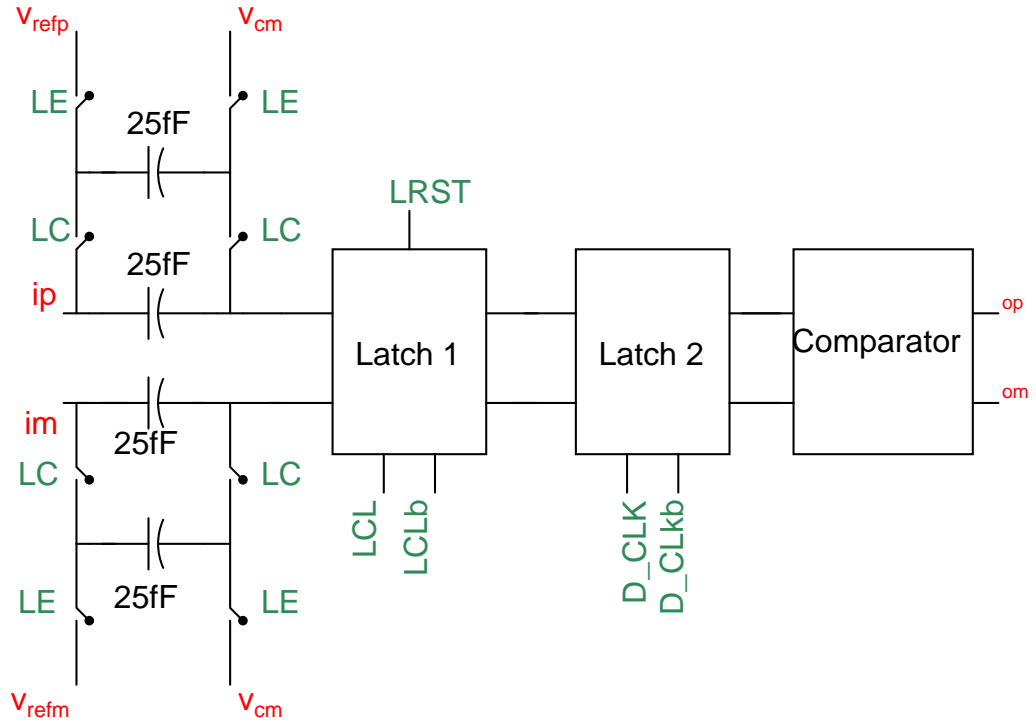 vrefp
vcm
LE
LE
25fF
LRST
LC
LC
25fF
ip
op
Latch 1
Latch 2
Comparator
om
im
25fF
LC
LC
LCL
LCLb
D_CLK
D_CLkb
25fF
LE
LE
vrefm
vcm